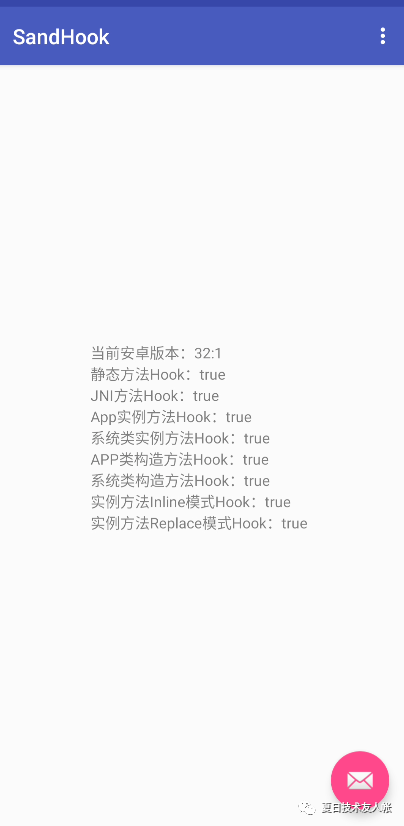 SandHook
当前安卓版本：32:1
静态方法Hook：true
JNI方法Hook：true
App实例方法Hook：true
系统类实例方法Hook：true
APP类构造方法Hook：true
系统类构造方法Hook：true
实例方法Inline模式Hook：true
实例方法Replace模式Hook：true
夏日技术友人帐